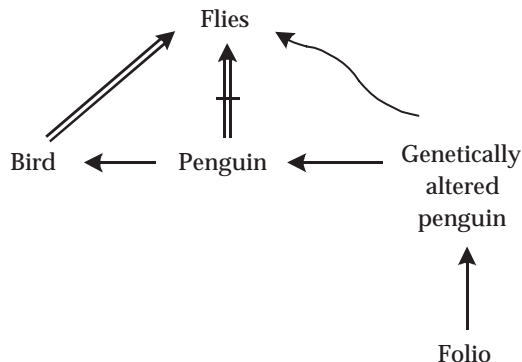 Flies
Bird
Penguin
Genetically
altered
penguin
Folio